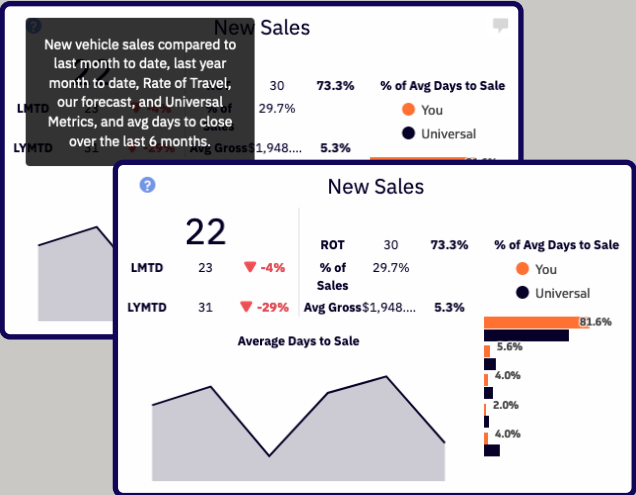 New Sales
New vehicle sales compared to
last month to date, last year
month to date, Rate of Travel,
our forecast, and Universal
Metrics, and avg days to close
over the last 6 months.
30 73.3%
29.7%
LMTD
LYMTD 31 -29% Avg Gross $1,948.... 5.3%
% of Avg Days to Sale
You
Universal
?
New Sales
22
LMTD 23 -4%
LYMTD 31 -29%
ROT 30 73.3%
% of 29.7%
Sales
Avg Gross $1,948.... 5.3%
% of Avg Days to Sale
You
Universal
81.6%
5.6%
4.0%
2.0%
4.0%
Average Days to Sale